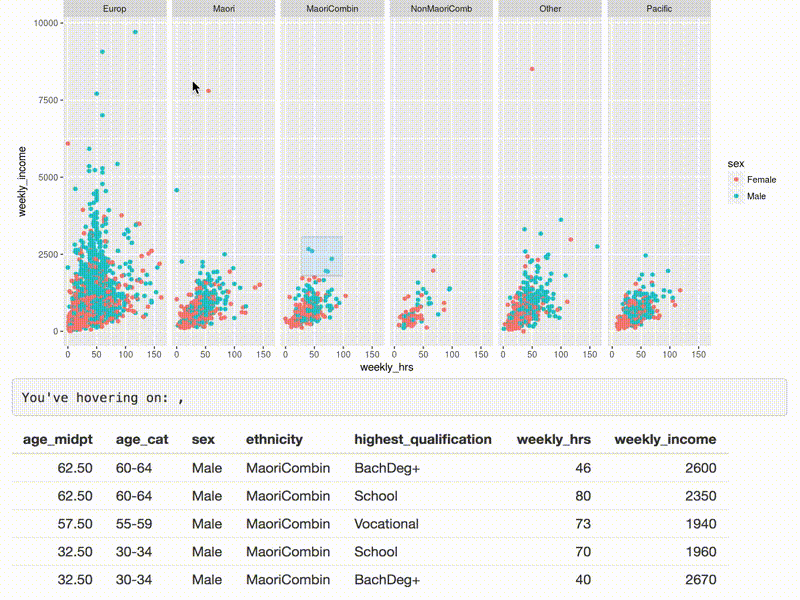 Europ Maori MaoriCombin NonMaoriComb Other Pacific
10000
7500
5000
2500
0
weekly_income
sex
Female
Male
0 50 100 150 0 50 100 150 0 50 100 150 0 50 100 150 0 50 100 150 0 50 100 150
weekly_hrs
You've hovering on: ,
age_midpt age_cat sex ethnicity highest_qualification weekly_hrs weekly_income
62.50 60-64 Male MaoriCombin BachDeg+ 46 2600
62.50 60-64 Male MaoriCombin School 80 2350
57.50 55-59 Male MaoriCombin Vocational 73 1940
32.50 30-34 Male MaoriCombin School 70 1960
32.50 30-34 Male MaoriCombin BachDeg+ 40 2670